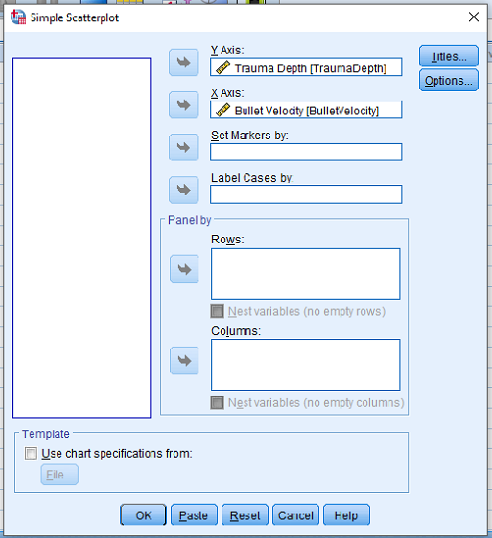 Simple Scatterplot
Y Axis:
Trauma Depth [TraumaDepth]
Titles...
Options...
X Axis:
Bullet Velocity [BulletVelocity]
Set Markers by:
Label Cases by
Panel by
Rows:
Nest variables (no empty rows)
Columns:
Nest variables (no empty columns)
Template
Use chart specifications from:
File...
OK Paste Reset Cancel Help